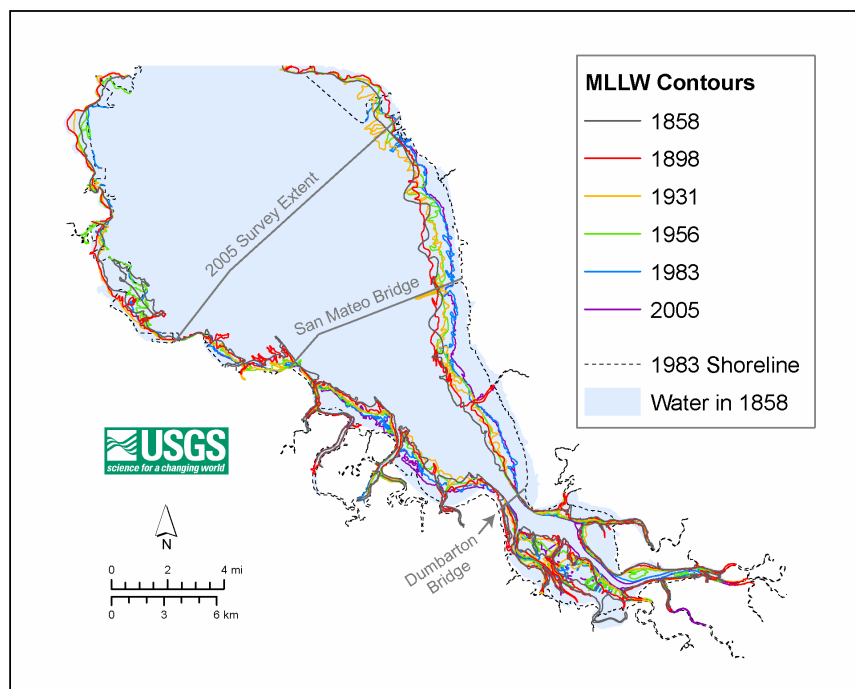 MLLW Contours
1858
1898
1931
1956
1983
2005
1983 Shoreline
Water in 1858
2005 Survey Extent
San Mateo Bridge
Dumbarton
Bridge
USGS
science for a changing world
N
0 2 4 mi
0 3 6 km